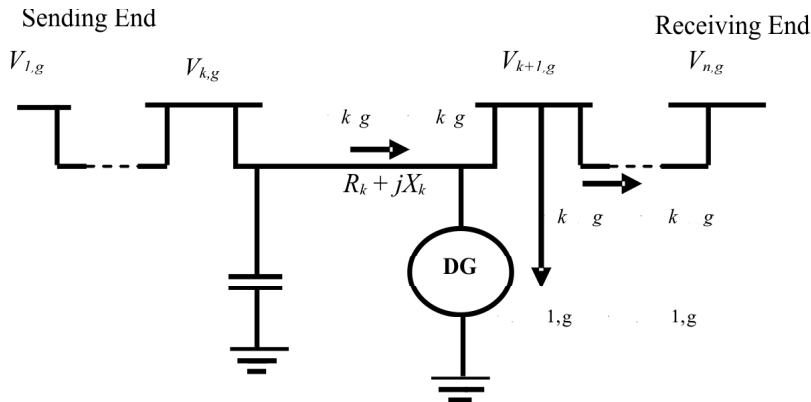 Sending End
Receiving End
V1,g
Vk,g
Vk+1,g
Vn,g
k g k g
Rk + jXk
k g k g
DG
1,g 1,g